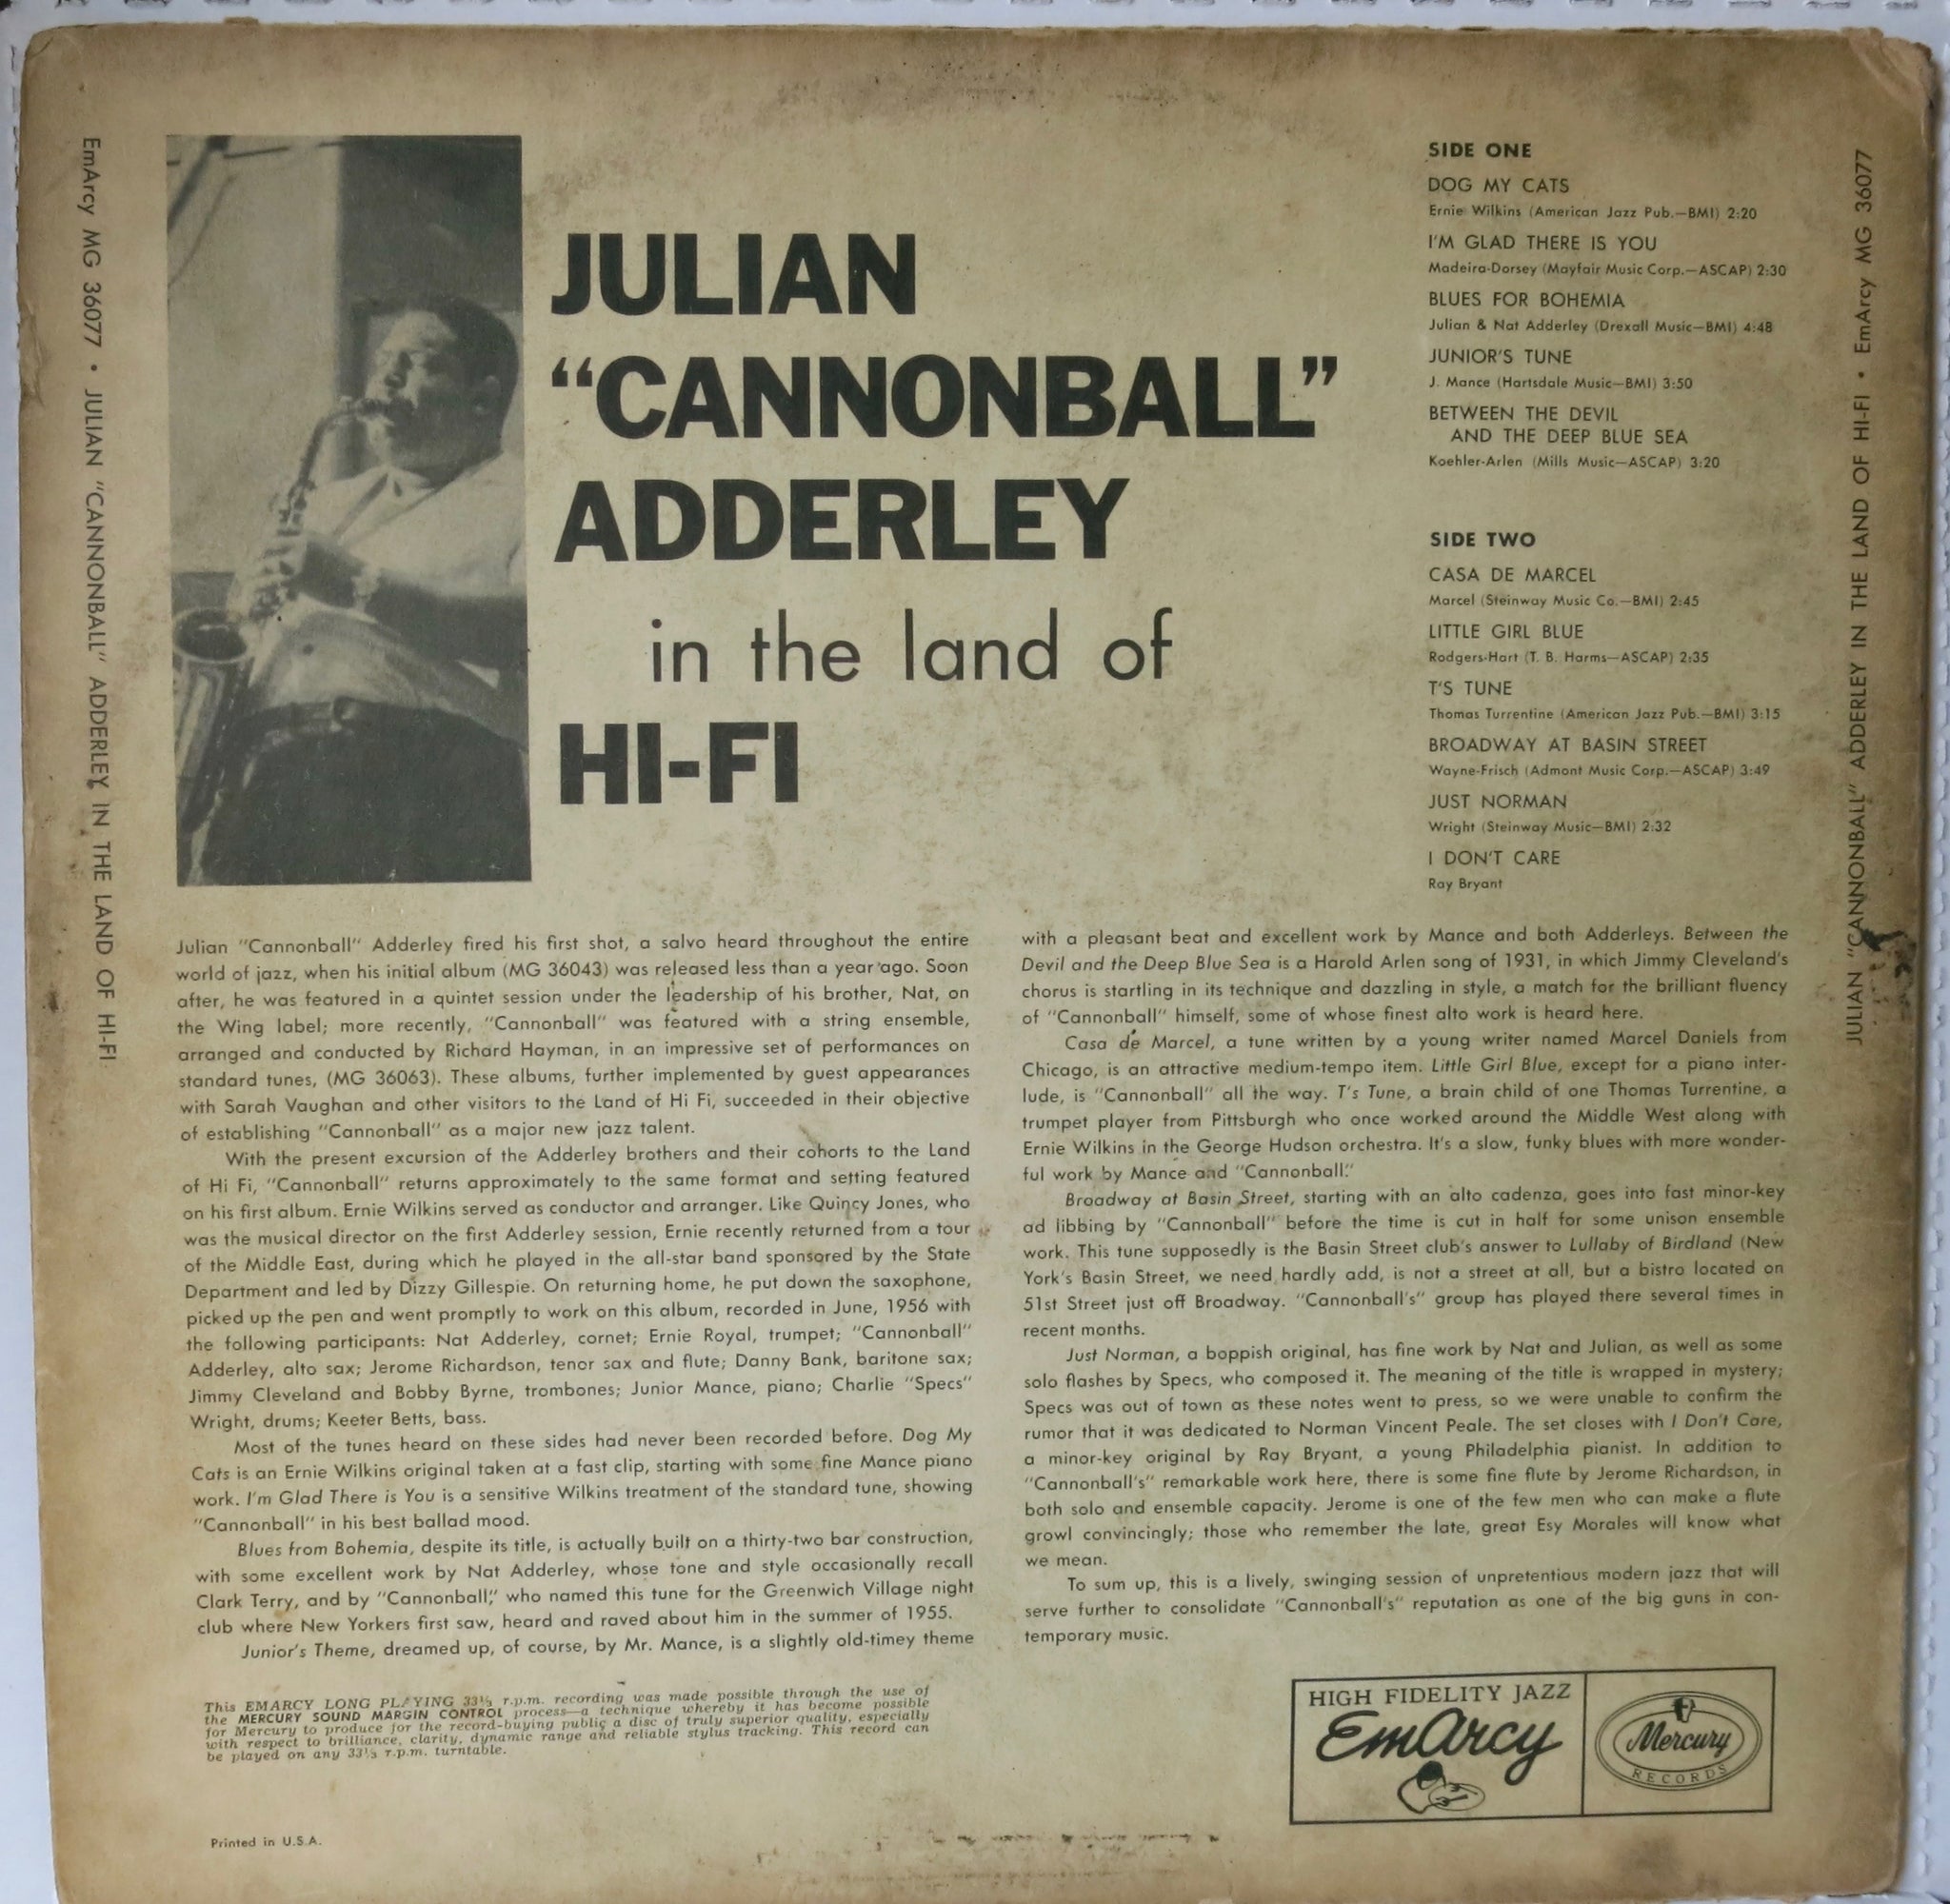 EmArcy MG 36077 • JULIAN "CANNONBALL" ADDERLEY IN THE LAND OF HI-FI
JULIAN
"CANNONBALL"
ADDERLEY
in the land of
HI-FI
SIDE ONE
DOG MY CATS
Ernie Wilkins (American Jazz Pub.—BMI) 2:20
I'M GLAD THERE IS YOU
Madeira-Dorsey (Mayfair Music Corp.—ASCAP) 2:30
BLUES FOR BOHEMIA
Julian & Nat Adderley (Drexall Music—BMI) 4:48
JUNIOR'S TUNE
J. Mance (Hartsdale Music—BMI) 3:50
BETWEEN THE DEVIL
AND THE DEEP BLUE SEA
Koehler-Arlen (Mills Music—ASCAP) 3:20
SIDE TWO
CASA DE MARCEL
Marcel (Steinway Music Co.—BMI) 2:45
LITTLE GIRL BLUE
Rodgers-Hart (T. B. Harms—ASCAP) 2:35
T'S TUNE
Thomas Turrentine (American Jazz Pub.—BMI) 3:15
BROADWAY AT BASIN STREET
Wayne-Frisch (Admont Music Corp.—ASCAP) 3:49
JUST NORMAN
Wright (Steinway Music—BMI) 2:32
I DON'T CARE
Ray Bryant
JULIAN "CANNONBALL" ADDERLEY IN THE LAND OF HI-FI • EmArcy MG 36077
Julian "Cannonball" Adderley fired his first shot, a salvo heard throughout the entire
world of jazz, when his initial album (MG 36043) was released less than a year ago. Soon
after, he was featured in a quintet session under the leadership of his brother, Nat, on
the Wing label; more recently, "Cannonball" was featured with a string ensemble,
arranged and conducted by Richard Hayman, in an impressive set of performances on
standard tunes, (MG 36063). These albums, further implemented by guest appearances
with Sarah Vaughan and other visitors to the Land of Hi Fi, succeeded in their objective
of establishing "Cannonball" as a major new jazz talent.
With the present excursion of the Adderley brothers and their cohorts to the Land
of Hi Fi, "Cannonball" returns approximately to the same format and setting featured
on his first album. Ernie Wilkins served as conductor and arranger. Like Quincy Jones, who
was the musical director on the first Adderley session, Ernie recently returned from a tour
of the Middle East, during which he played in the all-star band sponsored by the State
Department and led by Dizzy Gillespie. On returning home, he put down the saxophone,
picked up the pen and went promptly to work on this album, recorded in June, 1956 with
the following participants: Nat Adderley, cornet; Ernie Royal, trumpet; "Cannonball"
Adderley, alto sax; Jerome Richardson, tenor sax and flute; Danny Bank, baritone sax;
Jimmy Cleveland and Bobby Byrne, trombones; Junior Mance, piano; Charlie "Specs"
Wright, drums; Keeter Betts, bass.
Most of the tunes heard on these sides had never been recorded before. Dog My
Cats is an Ernie Wilkins original taken at a fast clip, starting with some fine Mance piano
work. I'm Glad There is You is a sensitive Wilkins treatment of the standard tune, showing
"Cannonball" in his best ballad mood.
Blues from Bohemia, despite its title, is actually built on a thirty-two bar construction,
with some excellent work by Nat Adderley, whose tone and style occasionally recall
Clark Terry, and by "Cannonball," who named this tune for the Greenwich Village night
club where New Yorkers first saw, heard and raved about him in the summer of 1955.
Junior's Theme, dreamed up, of course, by Mr. Mance, is a slightly old-timey theme
with a pleasant beat and excellent work by Mance and both Adderleys. Between the
Devil and the Deep Blue Sea is a Harold Arlen song of 1931, in which Jimmy Cleveland's
chorus is startling in its technique and dazzling in style, a match for the brilliant fluency
of "Cannonball" himself, some of whose finest alto work is heard here.
Casa de Marcel, a tune written by a young writer named Marcel Daniels from
Chicago, is an attractive medium-tempo item. Little Girl Blue, except for a piano inter-
lude, is "Cannonball" all the way. T's Tune, a brain child of one Thomas Turrentine, a
trumpet player from Pittsburgh who once worked around the Middle West along with
Ernie Wilkins in the George Hudson orchestra. It's a slow, funky blues with more wonder-
ful work by Mance and "Cannonball."
Broadway at Basin Street, starting with an alto cadenza, goes into fast minor-key
ad libbing by "Cannonball" before the time is cut in half for some unison ensemble
work. This tune supposedly is the Basin Street club's answer to Lullaby of Birdland (New
York's Basin Street, we need hardly add, is not a street at all, but a bistro located on
51st Street just off Broadway. "Cannonball's" group has played there several times in
recent months.
Just Norman, a boppish original, has fine work by Nat and Julian, as well as some
solo flashes by Specs, who composed it. The meaning of the title is wrapped in mystery;
Specs was out of town as these notes went to press, so we were unable to confirm the
rumor that it was dedicated to Norman Vincent Peale. The set closes with I Don't Care,
a minor-key original by Ray Bryant, a young Philadelphia pianist. In addition to
"Cannonball's" remarkable work here, there is some fine flute by Jerome Richardson, in
both solo and ensemble capacity. Jerome is one of the few men who can make a flute
growl convincingly; those who remember the late, great Esy Morales will know what
we mean.
To sum up, this is a lively, swinging session of unpretentious modern jazz that will
serve further to consolidate "Cannonball's" reputation as one of the big guns in con-
temporary music.
This EMARCY LONG PLAYING 33⅓ r.p.m. recording was made possible through the use of
the MERCURY SOUND MARGIN CONTROL process—a technique whereby it has become possible
for Mercury to produce for the record-buying public a disc of truly superior quality, especially
with respect to brilliance, clarity, dynamic range and reliable stylus tracking. This record can
be played on any 33⅓ r.p.m. turntable.
HIGH FIDELITY JAZZ
EmArcy
Mercury
RECORDS
Printed in U.S.A.